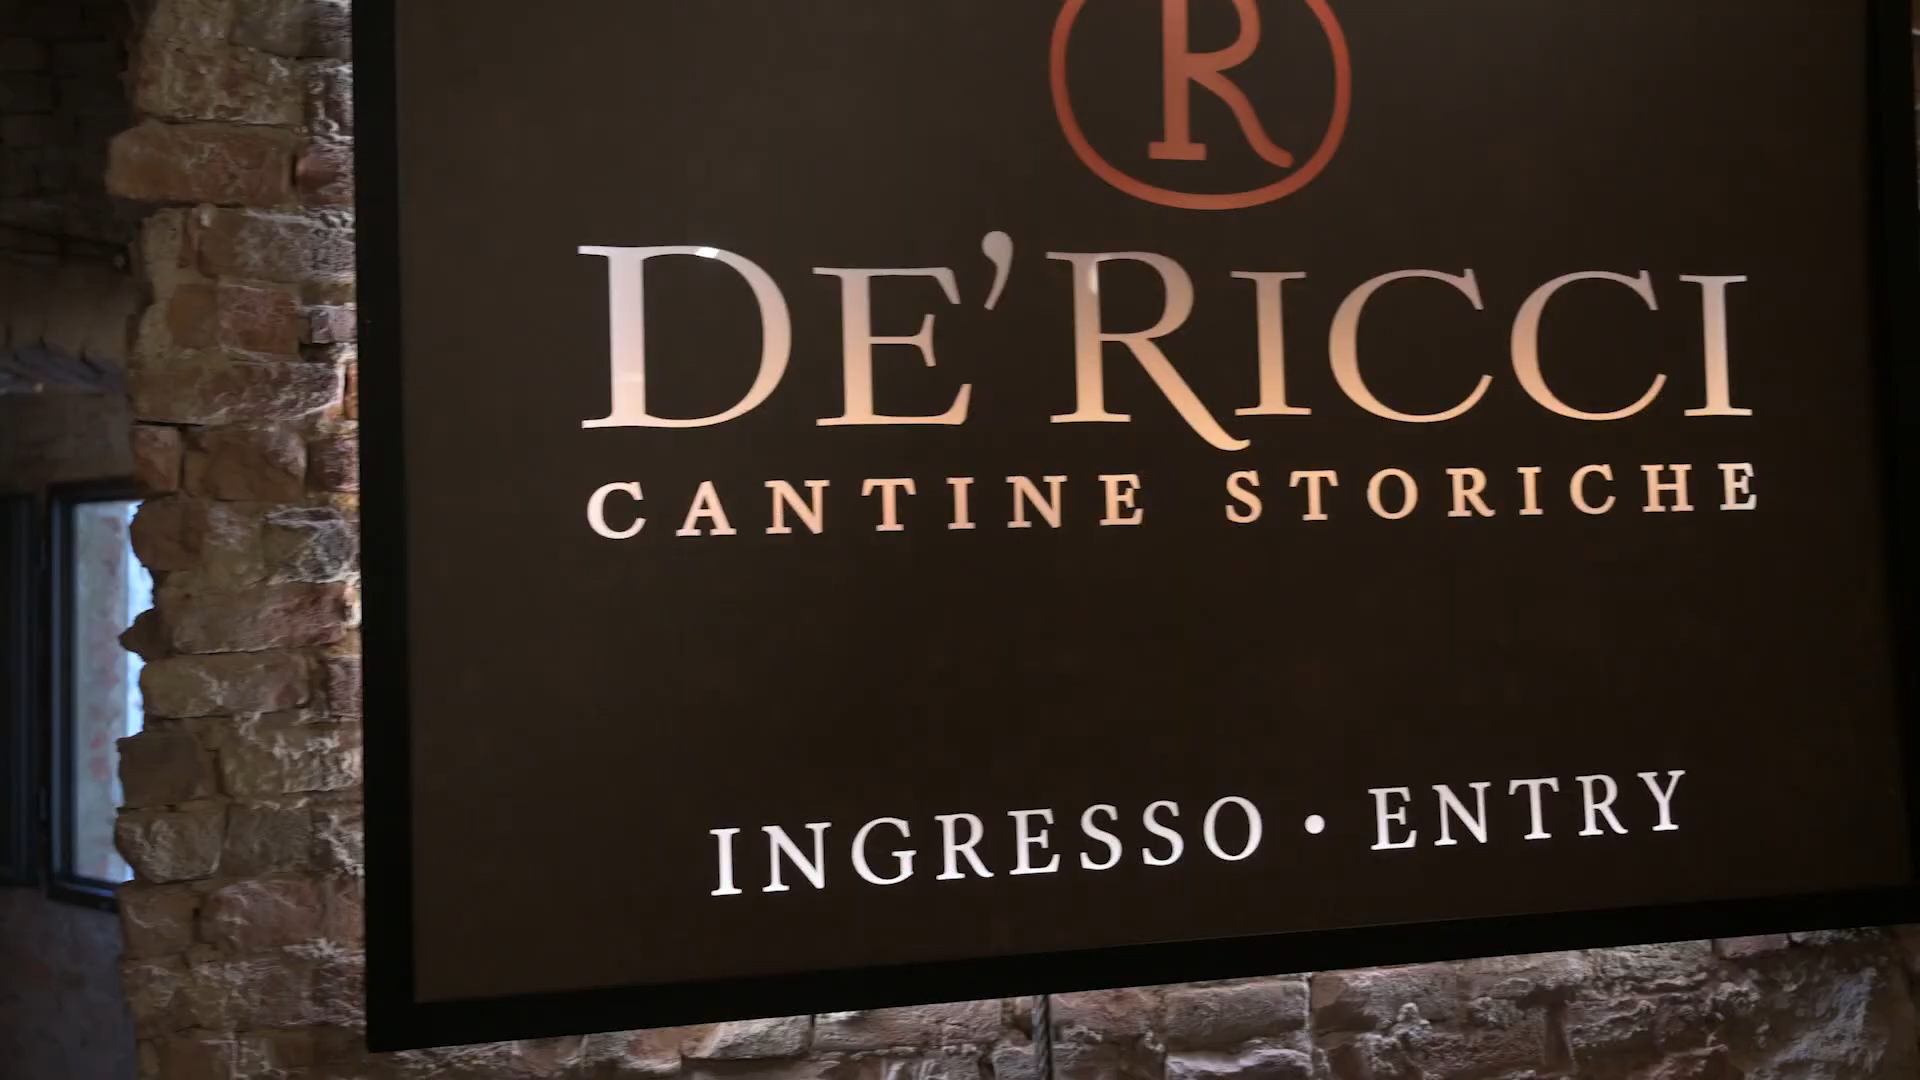 R
DE’RICCI
CANTINE STORICHE
INGRESSO • ENTRY